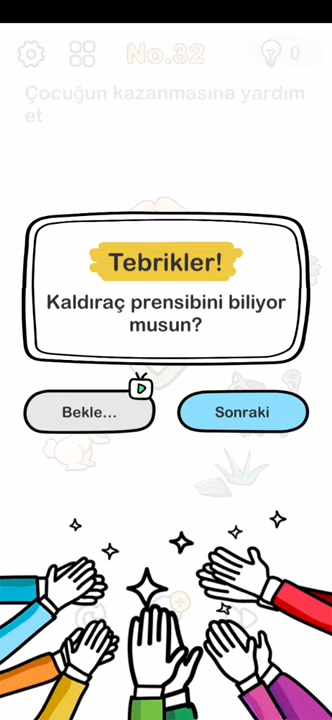 No.32
0
Çocuğun kazanmasına yardım
et
Tebrikler!
Kaldıraç prensibini biliyor
musun?
Bekle...
Sonraki